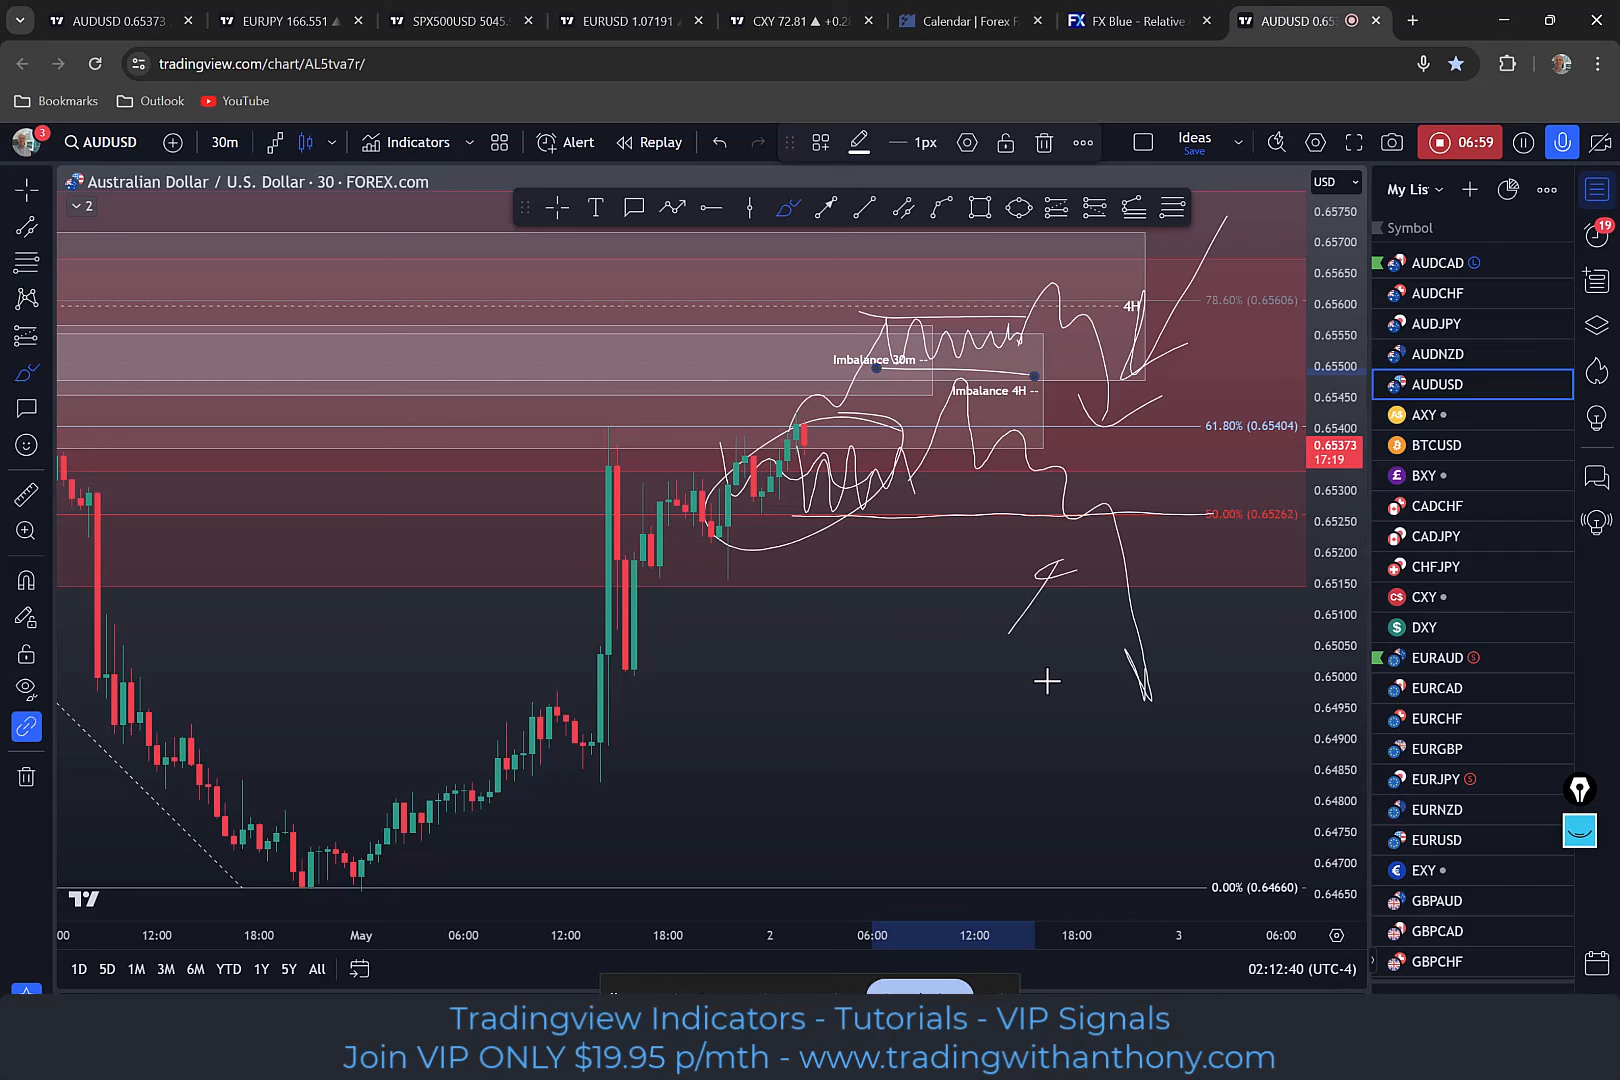 AUDUSD 0.65373
EURJPY 166.551
SPX500USD 5045.
EURUSD 1.07191
CXY 72.81 ▲ +0.2
Calendar | Forex F
FX Blue - Relative
AUDUSD 0.653
tradingview.com/chart/AL5tva7r/
Bookmarks
Outlook
YouTube
3
AUDUSD
30m
Indicators
Alert
Replay
1px
Ideas
Save
06:59
Australian Dollar / U.S. Dollar · 30 · FOREX.com
2
USD
My Lis
Symbol
19
0.65750
0.65700
0.65650
0.65600
0.65550
0.65500
0.65450
0.65400
0.65373
17:19
0.65300
0.65250
0.65200
0.65150
0.65100
0.65050
0.65000
0.64950
0.64900
0.64850
0.64800
0.64750
0.64700
0.64650
78.60% (0.65606)
4H
Imbalance 30m --
Imbalance 4H --
61.80% (0.65404)
50.00% (0.65262)
0.00% (0.64660)
AUDCAD L
AUDCHF
AUDJPY
AUDNZD
AUDUSD
AXY
BTCUSD
BXY
CADCHF
CADJPY
CHFJPY
CXY
DXY
EURAUD S
EURCAD
EURCHF
EURGBP
EURJPY S
EURNZD
EURUSD
EXY
GBPAUD
GBPCAD
GBPCHF
:00 12:00 18:00 May 06:00 12:00 18:00 2 06:00 12:00 18:00 3 06:00
1D 5D 1M 3M 6M YTD 1Y 5Y All
02:12:40 (UTC-4)
Tradingview Indicators - Tutorials - VIP Signals
Join VIP ONLY $19.95 p/mth - www.tradingwithanthony.com